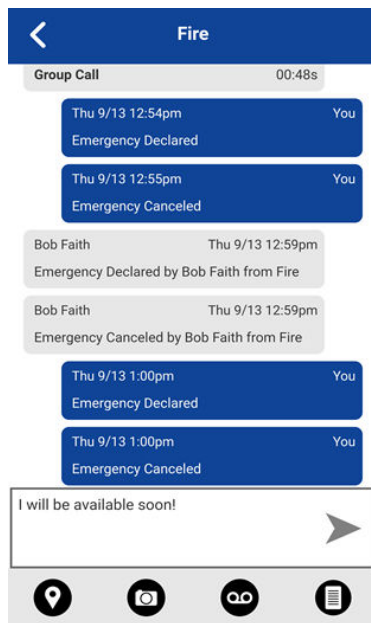 Fire
Group Call 00:48s
Thu 9/13 12:54pm You
Emergency Declared
Thu 9/13 12:55pm You
Emergency Canceled
Bob Faith Thu 9/13 12:59pm
Emergency Declared by Bob Faith from Fire
Bob Faith Thu 9/13 12:59pm
Emergency Canceled by Bob Faith from Fire
Thu 9/13 1:00pm You
Emergency Declared
Thu 9/13 1:00pm You
Emergency Canceled
I will be available soon!